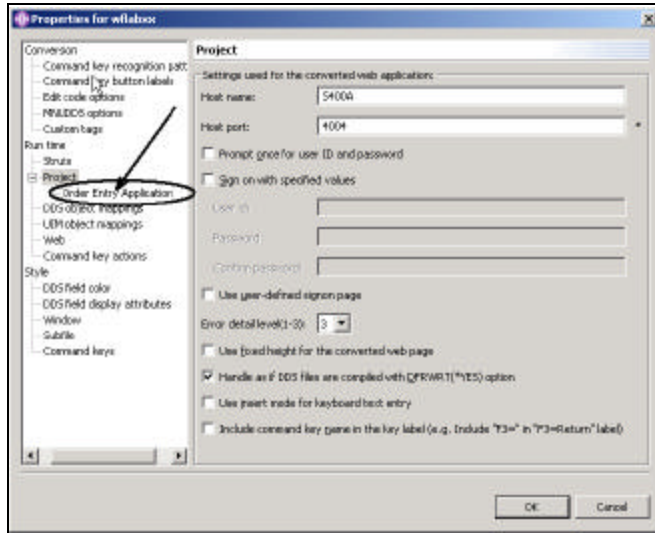 Properties for wflabxx
Conversion
Command key recognition patt
Command key button labels
Edit code options
MNUDDS options
Custom tags
Run time
Struts
Project
Order Entry Application
DDS object mappings
UIM object mappings
Web
Command key actions
Style
DDS field color
DDS field display attributes
Window
Subfile
Command keys
Project
Settings used for the converted web application:
Host name:
S400A
Host port:
4004
*
Prompt once for user ID and password
Sign on with specified values
User ID
Password
Confirm password
Use user-defined signon page
Error detail level(1-3):
3
Use fixed height for the converted web page
Handle as if DDS files are compiled with DFRWRT(*YES) option
Use insert mode for keyboard text entry
Include command key name in the key label (e.g. Include "F3=" in "F3=Return" label)
OK
Cancel